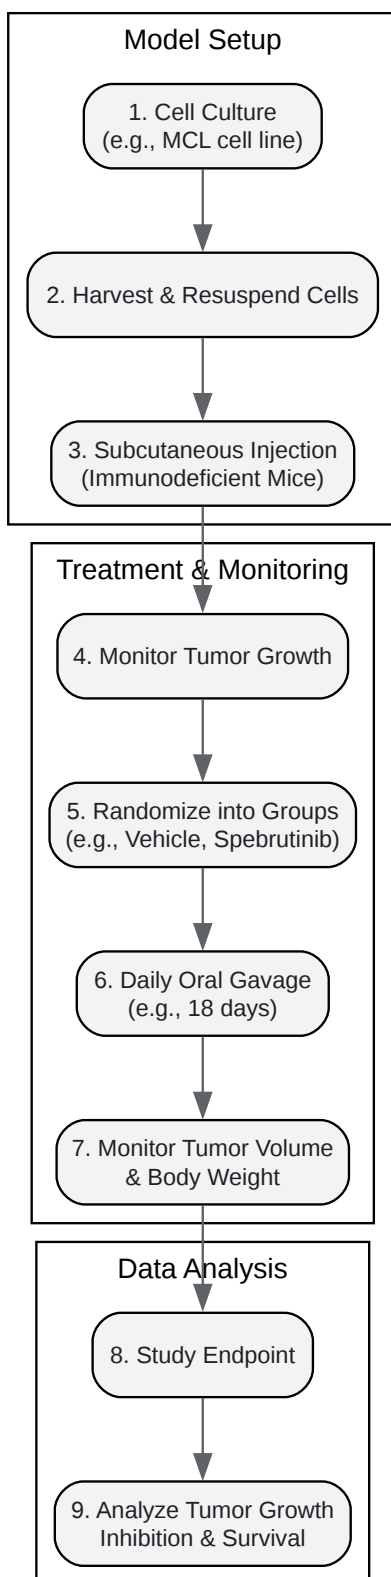 Model Setup
1. Cell Culture
(e.g., MCL cell line)
2. Harvest & Resuspend Cells
3. Subcutaneous Injection
(Immunodeficient Mice)
Treatment & Monitoring
4. Monitor Tumor Growth
5. Randomize into Groups
(e.g., Vehicle, Spebrutinib)
6. Daily Oral Gavage
(e.g., 18 days)
7. Monitor Tumor Volume
& Body Weight
Data Analysis
8. Study Endpoint
9. Analyze Tumor Growth
Inhibition & Survival